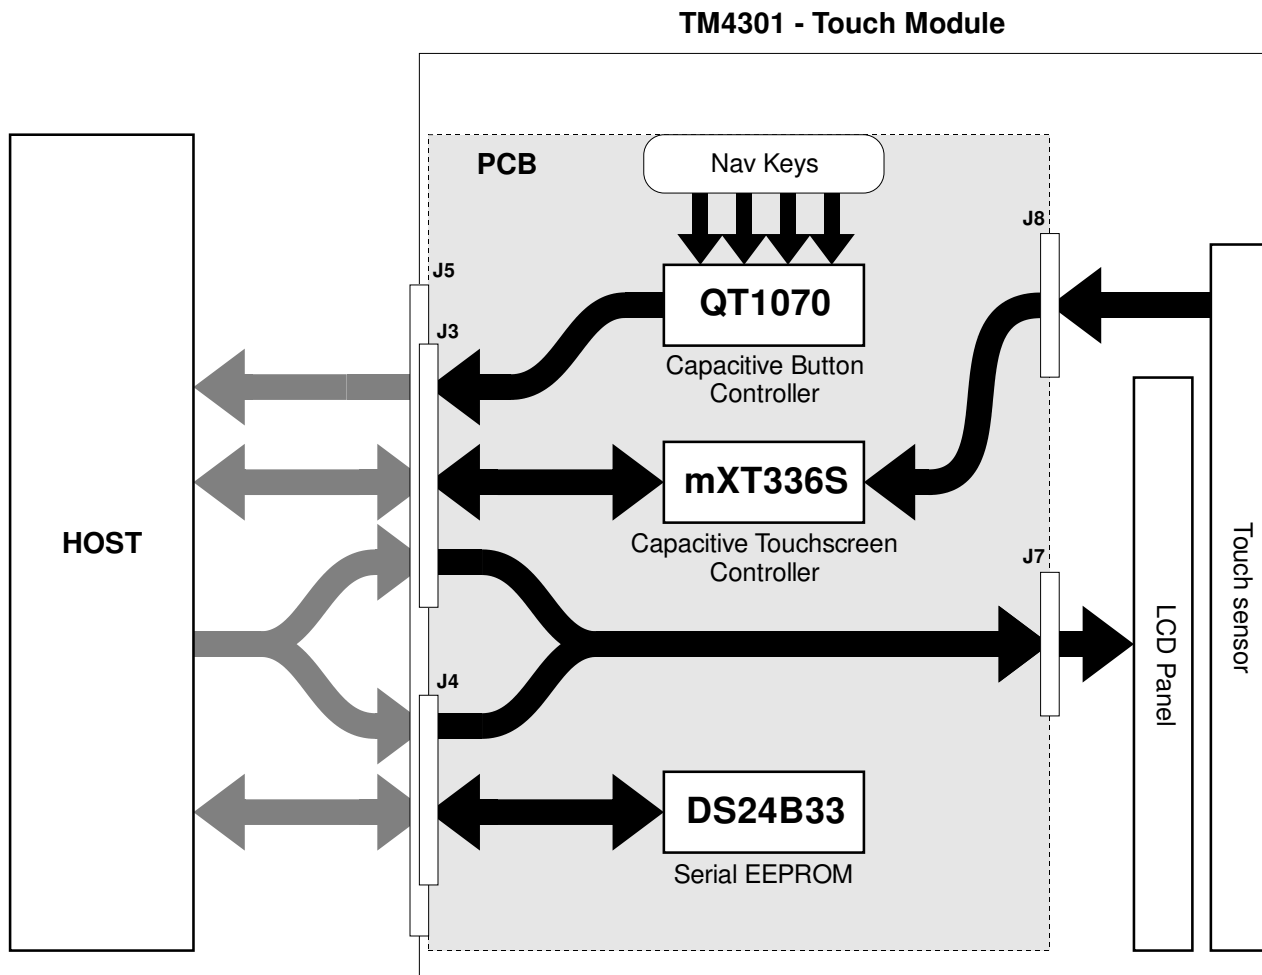 TM4301 - Touch Module
PCB
Nav Keys
J8
J5
QT1070
J3
Capacitive Button
Controller
mXT336S
HOST
Capacitive Touchscreen
Controller
J7
Touch sensor
LCD Panel
J4
DS24B33
Serial EEPROM